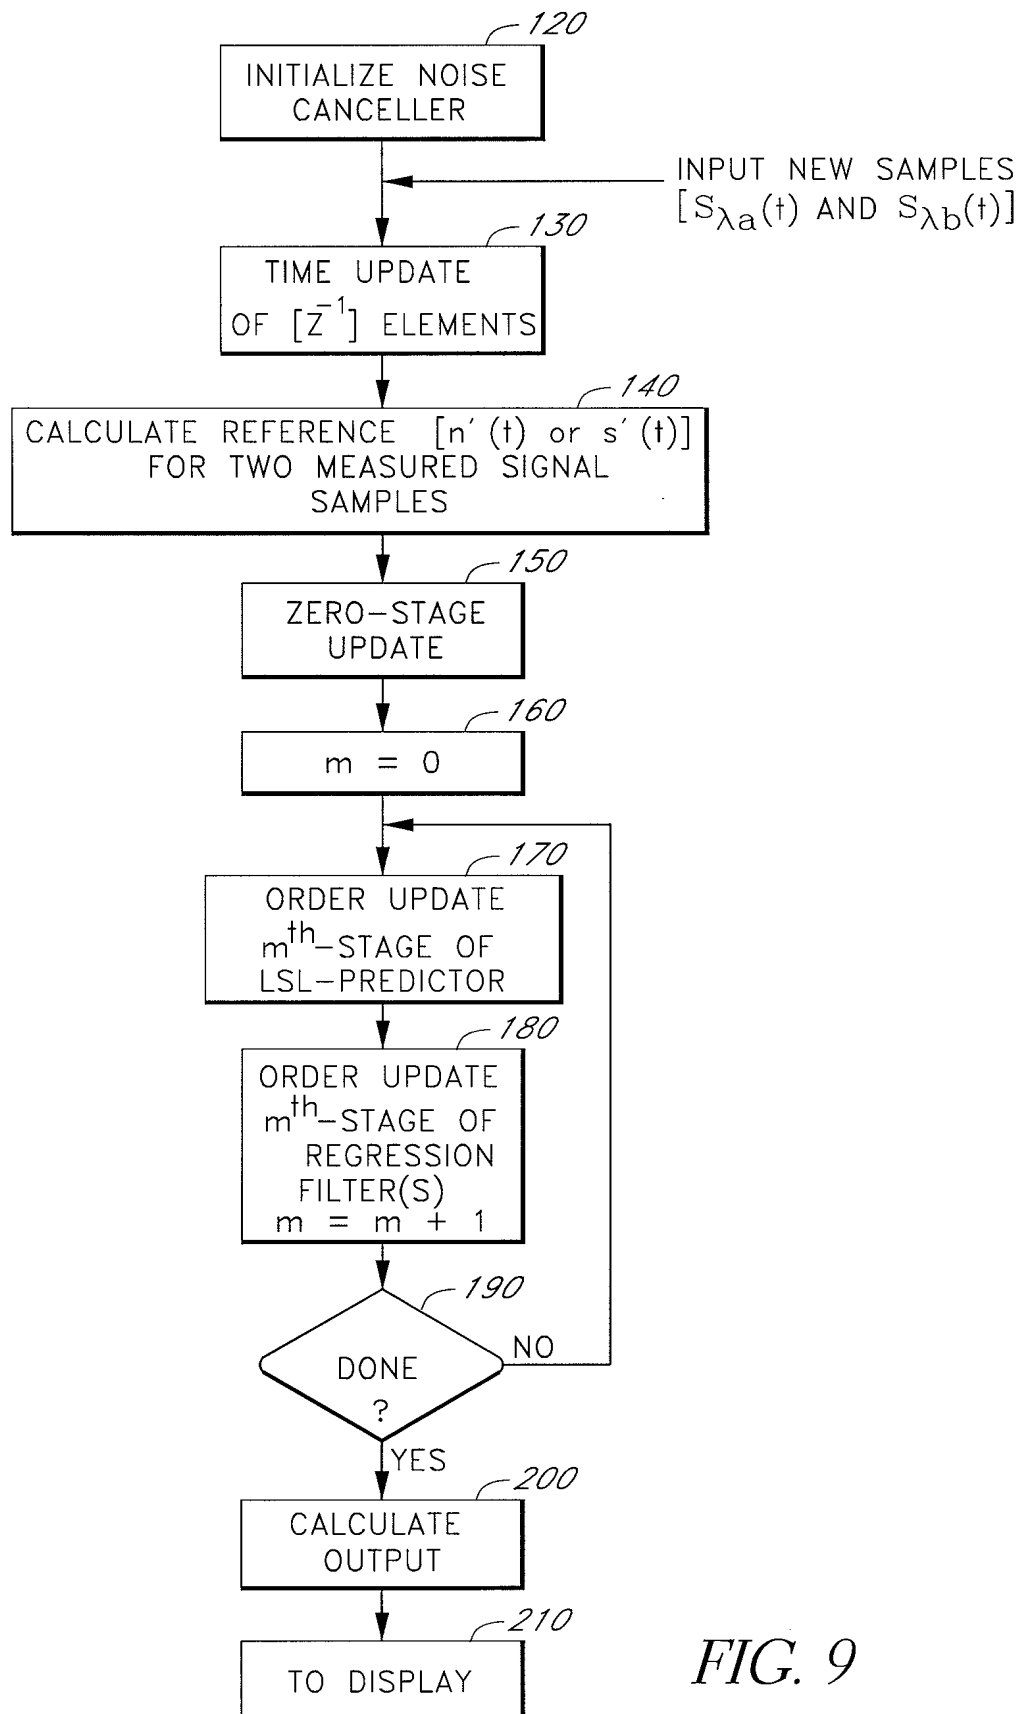 120
INITIALIZE NOISE
CANCELLER
INPUT NEW SAMPLES
[Sλa(t) AND Sλb(t)]
130
TIME UPDATE
OF [Z⁻¹] ELEMENTS
140
CALCULATE REFERENCE [n'(t) or s'(t)]
FOR TWO MEASURED SIGNAL
SAMPLES
150
ZERO-STAGE
UPDATE
160
m = 0
170
ORDER UPDATE
mth-STAGE OF
LSL-PREDICTOR
180
ORDER UPDATE
mth-STAGE OF
REGRESSION
FILTER(S)
m = m + 1
190
DONE
?
NO
YES
200
CALCULATE
OUTPUT
210
TO DISPLAY
FIG. 9